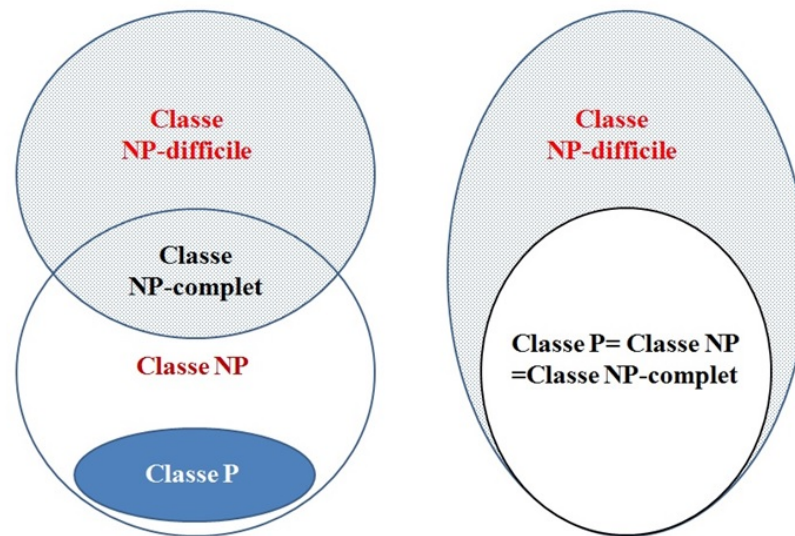 Classe
NP-difficile
Classe
NP-complet
Classe NP
Classe P
Classe
NP-difficile
Classe P= Classe NP
=Classe NP-complet